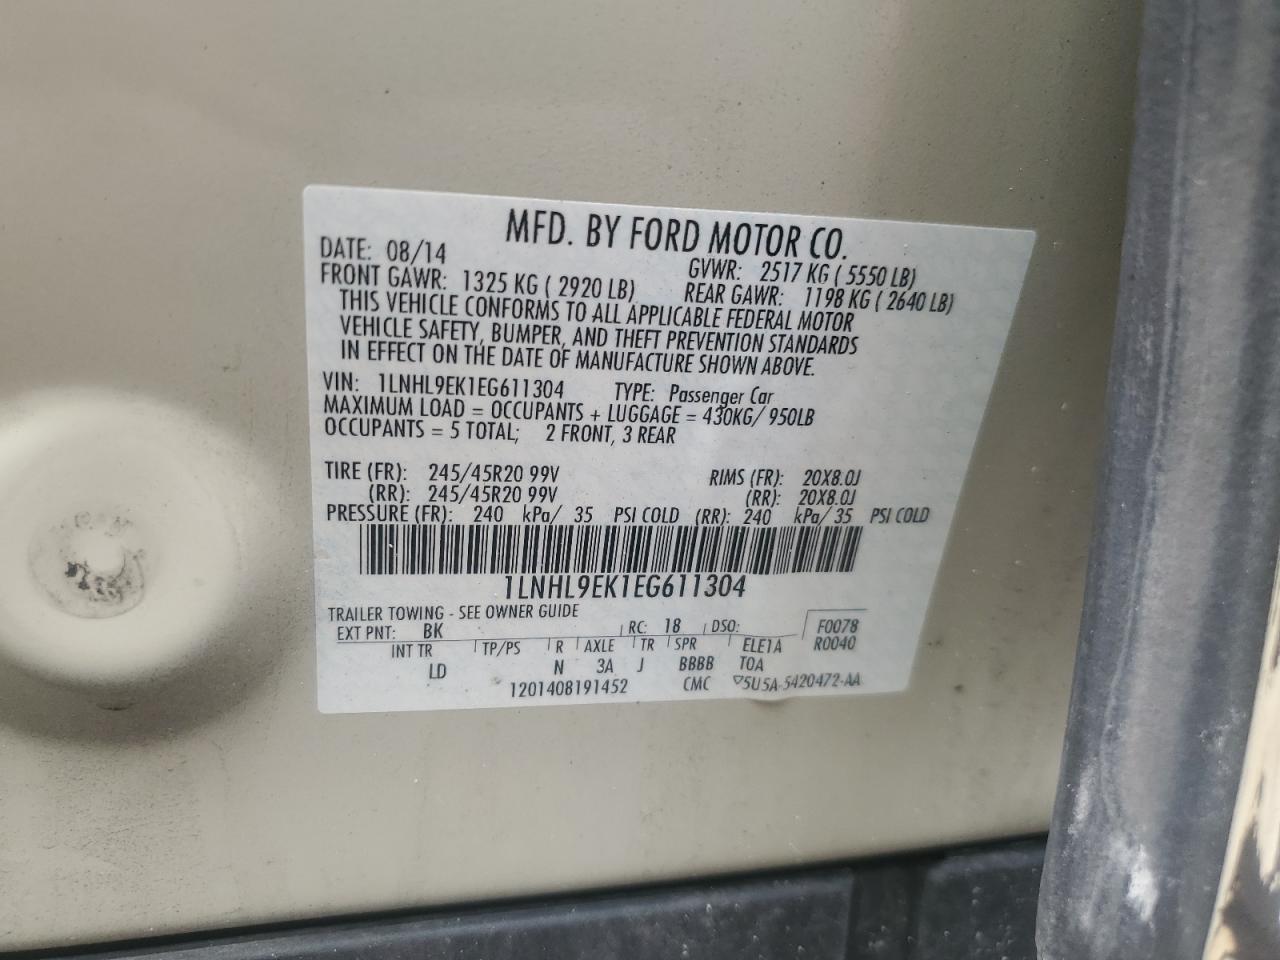 MFD. BY FORD MOTOR CO.
DATE: 08/14 GVWR: 2517 KG ( 5550 LB)
FRONT GAWR: 1325 KG ( 2920 LB) REAR GAWR: 1198 KG ( 2640 LB)
THIS VEHICLE CONFORMS TO ALL APPLICABLE FEDERAL MOTOR
VEHICLE SAFETY, BUMPER, AND THEFT PREVENTION STANDARDS
IN EFFECT ON THE DATE OF MANUFACTURE SHOWN ABOVE.
VIN: 1LNHL9EK1EG611304 TYPE: Passenger Car
MAXIMUM LOAD = OCCUPANTS + LUGGAGE = 430KG/ 950LB
OCCUPANTS = 5 TOTAL; 2 FRONT, 3 REAR
TIRE (FR): 245/45R20 99V RIMS (FR): 20X8.0J
(RR): 245/45R20 99V (RR): 20X8.0J
PRESSURE (FR): 240 kPa/ 35 PSI COLD (RR): 240 kPa/ 35 PSI COLD
1LNHL9EK1EG611304
TRAILER TOWING - SEE OWNER GUIDE
EXT PNT: BK RC: 18 DSO: F0078
INT TR TP/PS R AXLE TR SPR ELE1A R0040
LD N 3A J BBBB TOA
1201408191452 CMC ▽5U5A-5420472-AA